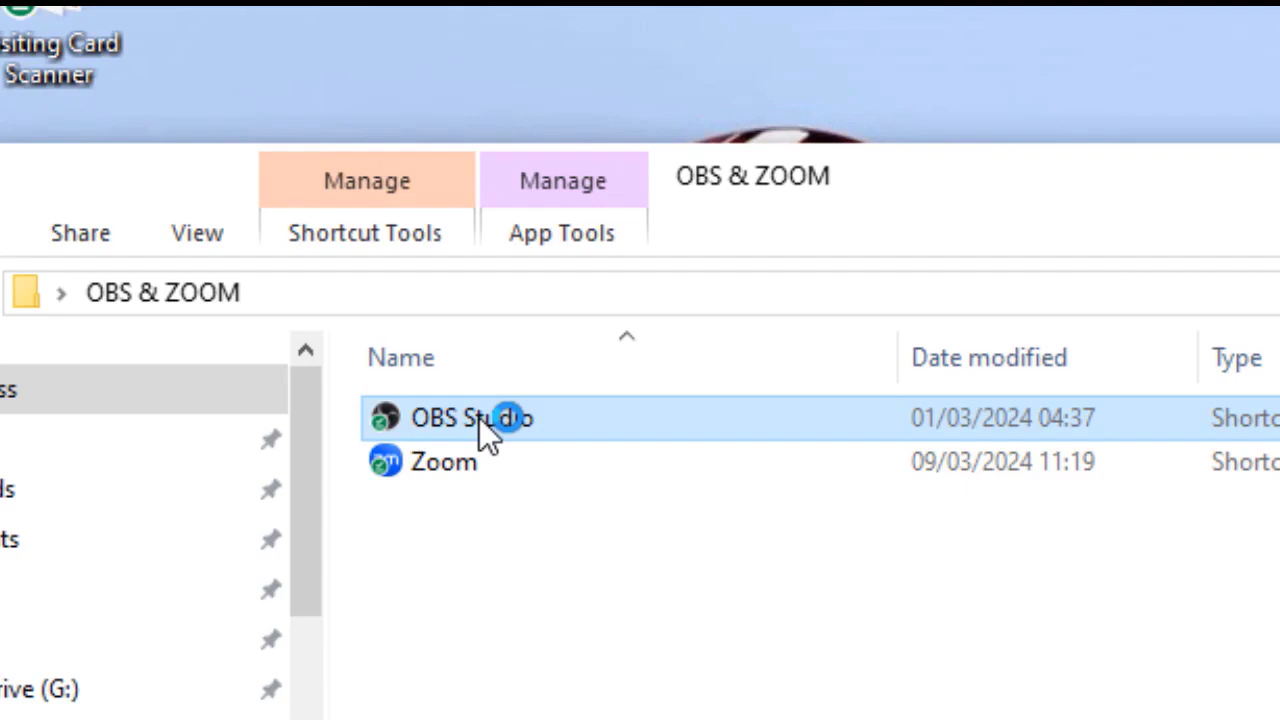 siting Card
Scanner
Manage
Manage
OBS & ZOOM
Share
View
Shortcut Tools
App Tools
OBS & ZOOM
Name
Date modified
Type
ss
OBS Studio
01/03/2024 04:37
Shortc
Zoom
09/03/2024 11:19
Shortc
ds
ts
rive (G:)